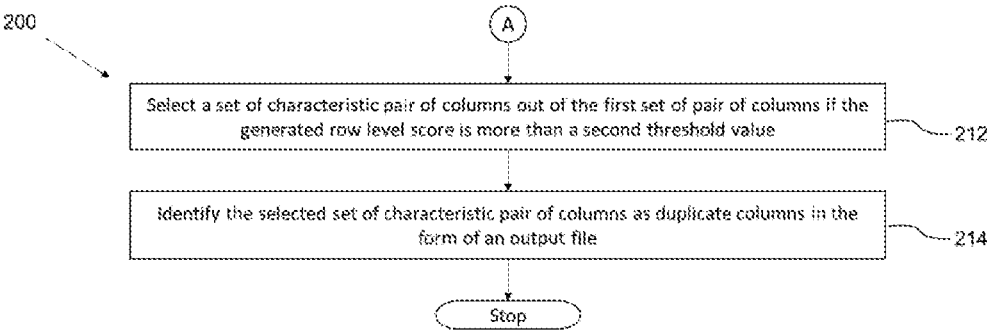 200
A
Select a set of characteristic pair of columns out of the first set of pair of columns if the
generated row level score is more than a second threshold value
212
Identify the selected set of characteristic pair of columns as duplicate columns in the
form of an output file
214
Stop